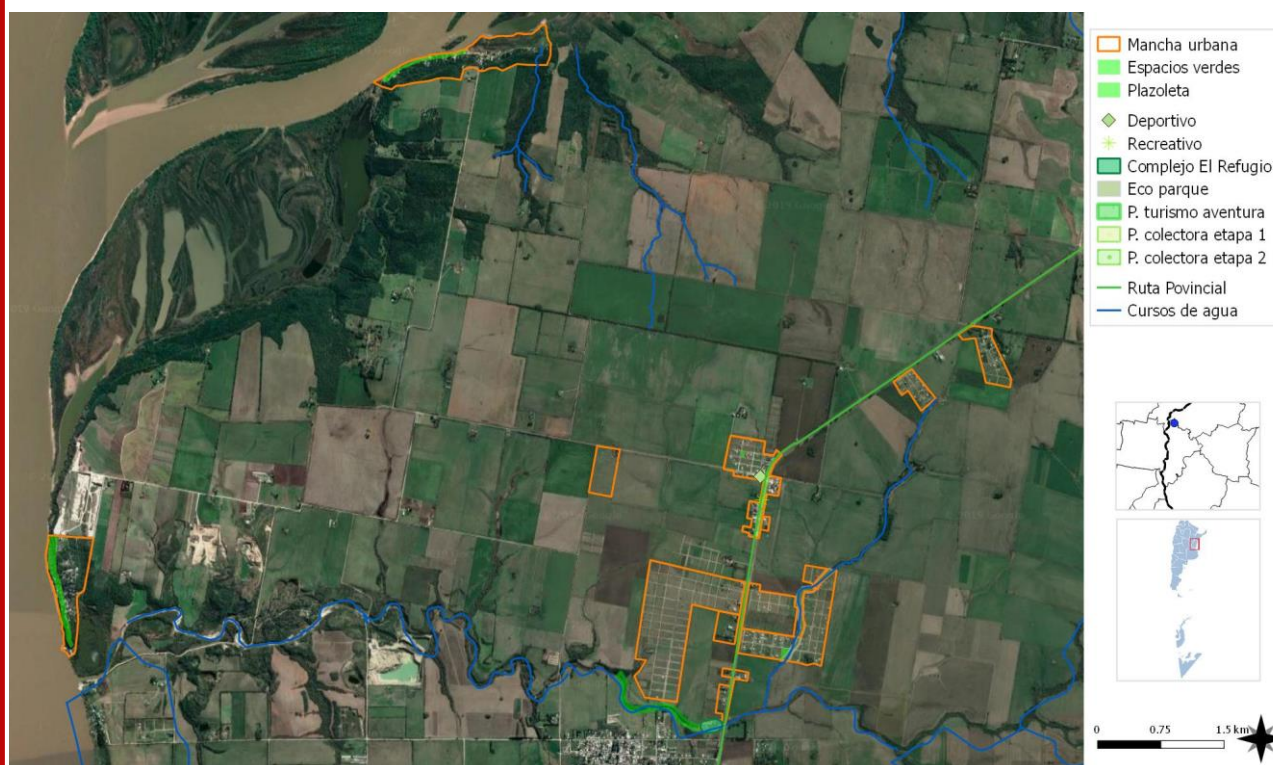 Mancha urbana
Espacios verdes
Plazoleta
Deportivo
Recreativo
Complejo El Refugio
Eco parque
P. turismo aventura
P. colectora etapa 1
P. colectora etapa 2
Ruta Povincial
Cursos de agua
0 0.75 1.5 km